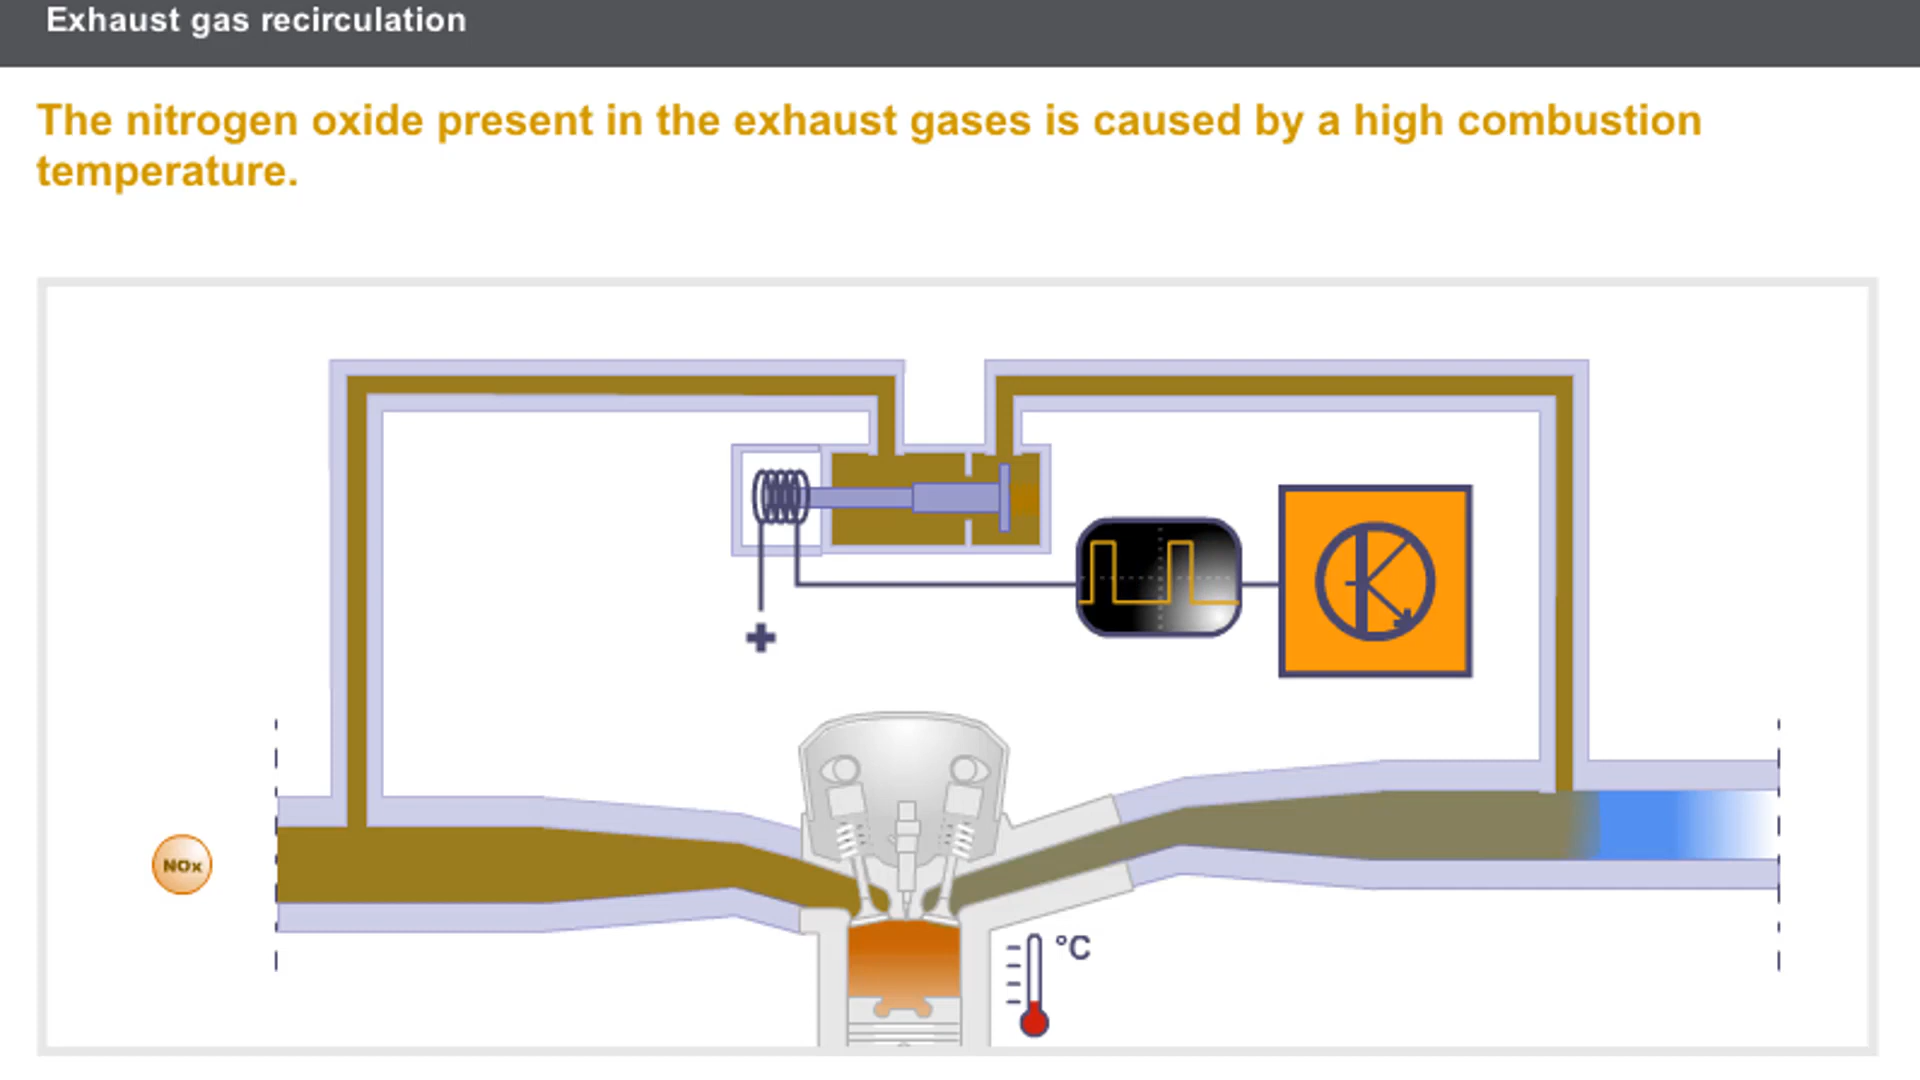 Exhaust gas recirculation
The nitrogen oxide present in the exhaust gases is caused by a high combustion
temperature.
NOx
°C